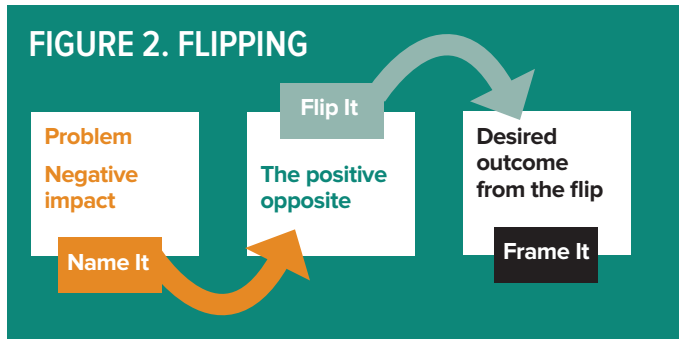 FIGURE 2. FLIPPING
Problem
Negative
impact
Name It
Flip It
The positive
opposite
Desired
outcome
from the flip
Frame It